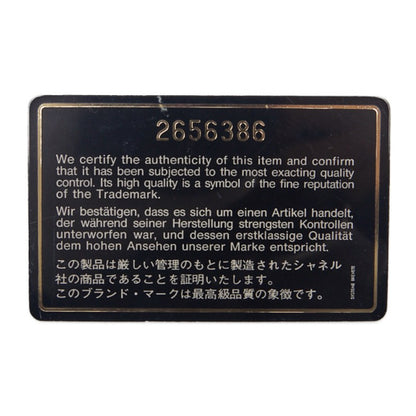 2656386
We certify the authenticity of this item and confirm
that it has been subjected to the most exacting quality
control. Its high quality is a symbol of the fine reputation
of the Trademark.
Wir bestätigen, dass es sich um einen Artikel handelt,
der während seiner Herstellung strengsten Kontrollen
unterworfen war, und dessen erstklassige Qualität
dem hohen Ansehen unserer Marke entspricht.
この製品は厳しい管理のもとに製造されたシャネル
社の商品であることを証明いたします。
このブランド・マークは最高級品質の象徴です。